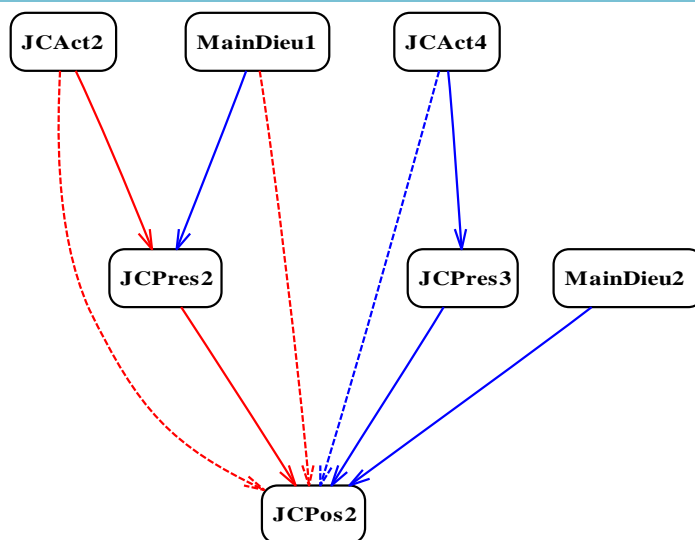 JCAct2
MainDieu1
JCAct4
JCPres2
JCPres3
MainDieu2
JCPos2